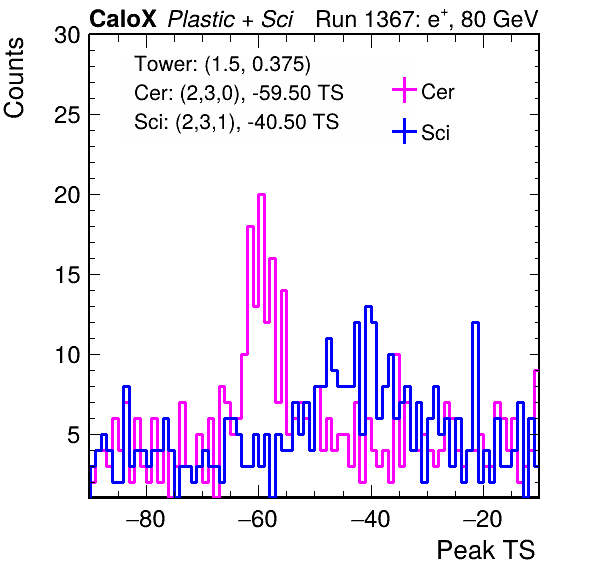 CaloX Plastic + Sci Run 1367: e⁺, 80 GeV
Counts
30
25
20
15
10
5
Tower: (1.5, 0.375)
Cer: (2,3,0), -59.50 TS
Sci: (2,3,1), -40.50 TS
Cer
Sci
−80 −60 −40 −20
Peak TS